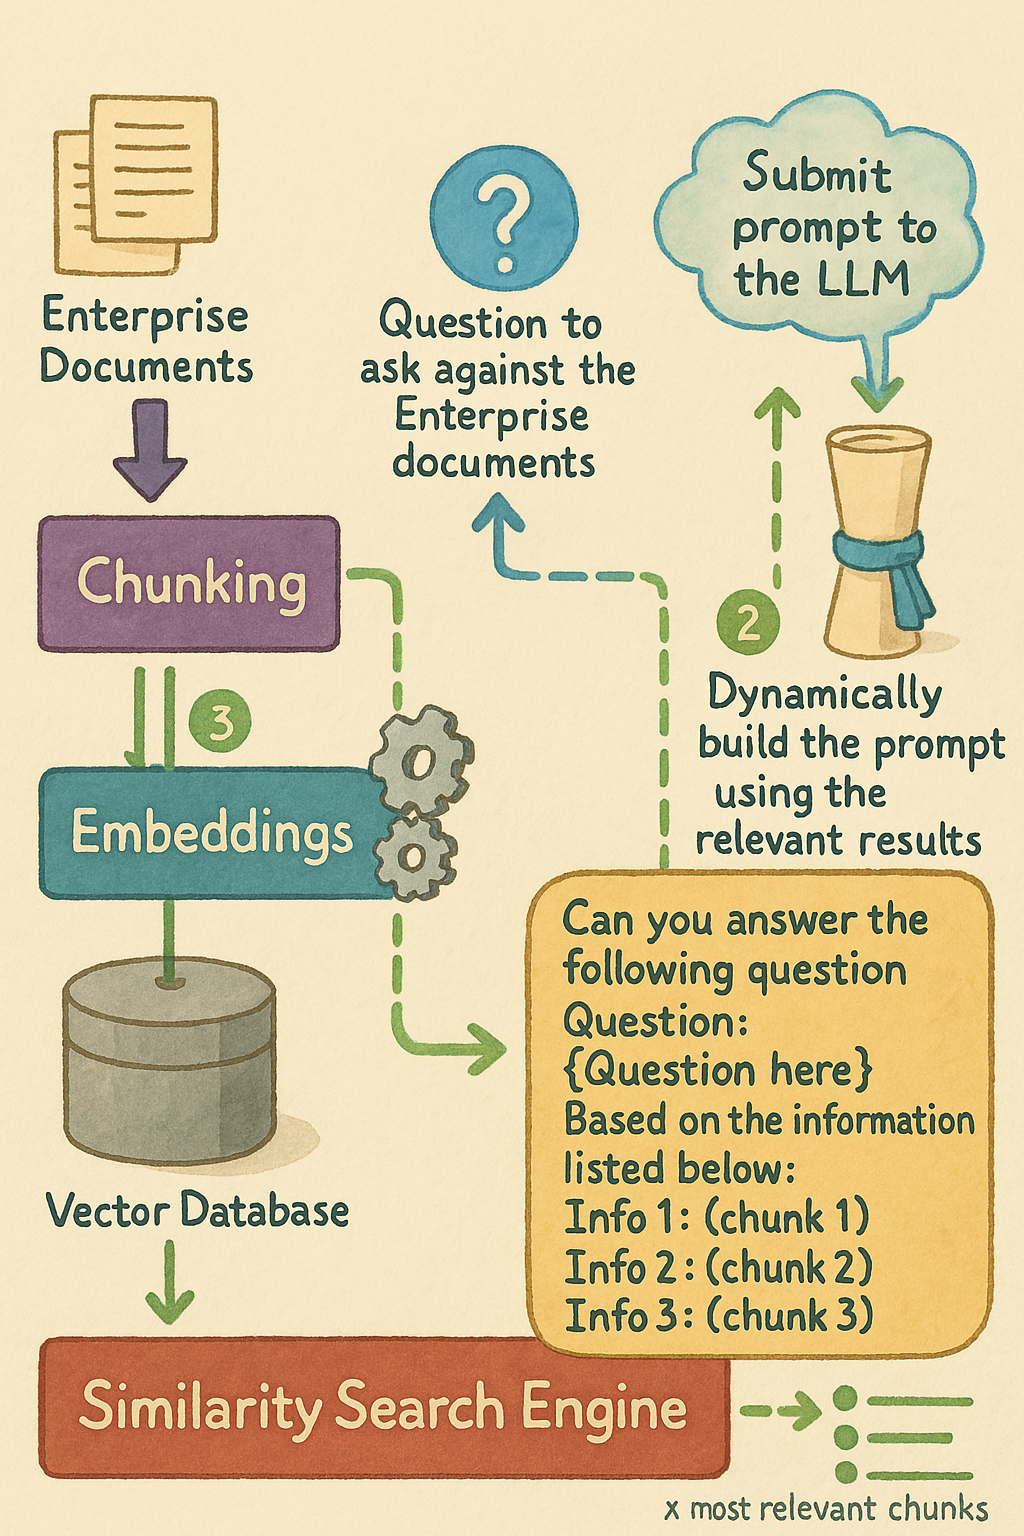 Enterprise
Documents
Question to
ask against the
Enterprise
documents
Submit
prompt to
the LLM
Chunking
3
Embeddings
Vector Database
2
Dynamically
build the prompt
using the
relevant results
Can you answer the
following question
Question:
{Question here}
Based on the information
listed below:
Info 1: (chunk 1)
Info 2: (chunk 2)
Info 3: (chunk 3)
Similarity Search Engine
x most relevant chunks